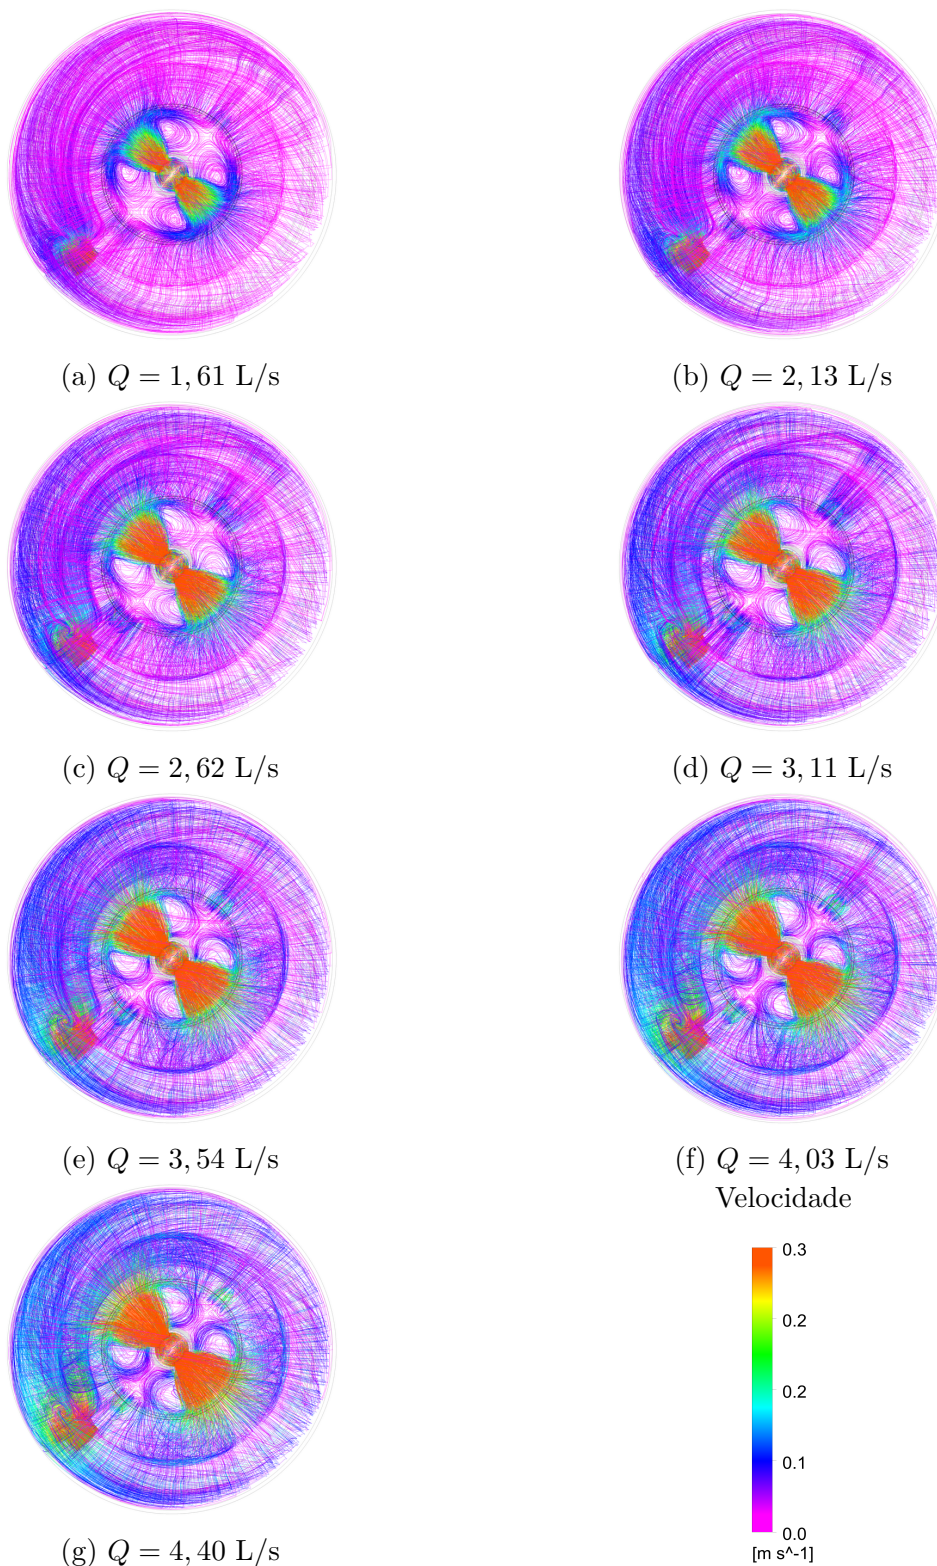 (a) Q = 1, 61 L/s
(b) Q = 2, 13 L/s
(c) Q = 2, 62 L/s
(d) Q = 3, 11 L/s
(e) Q = 3, 54 L/s
(f) Q = 4, 03 L/s
Velocidade
0.3
0.2
0.2
0.1
0.0
[m s^-1]
(g) Q = 4, 40 L/s